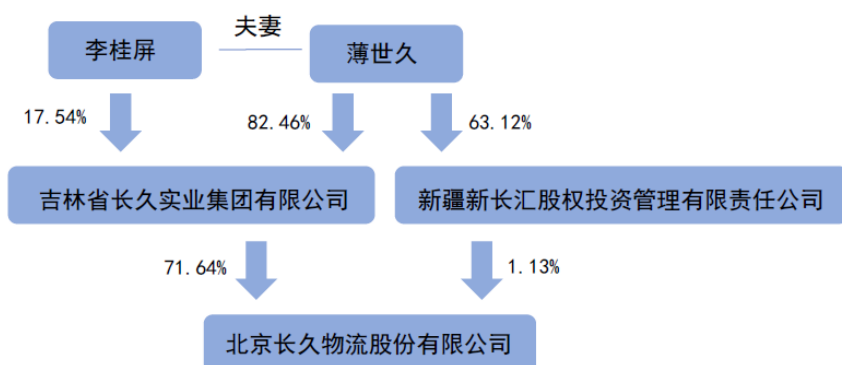 夫妻
李桂屏
薄世久
17.54%
82.46%
63.12%
吉林省长久实业集团有限公司
新疆新长汇股权投资管理有限责任公司
71.64%
1.13%
北京长久物流股份有限公司